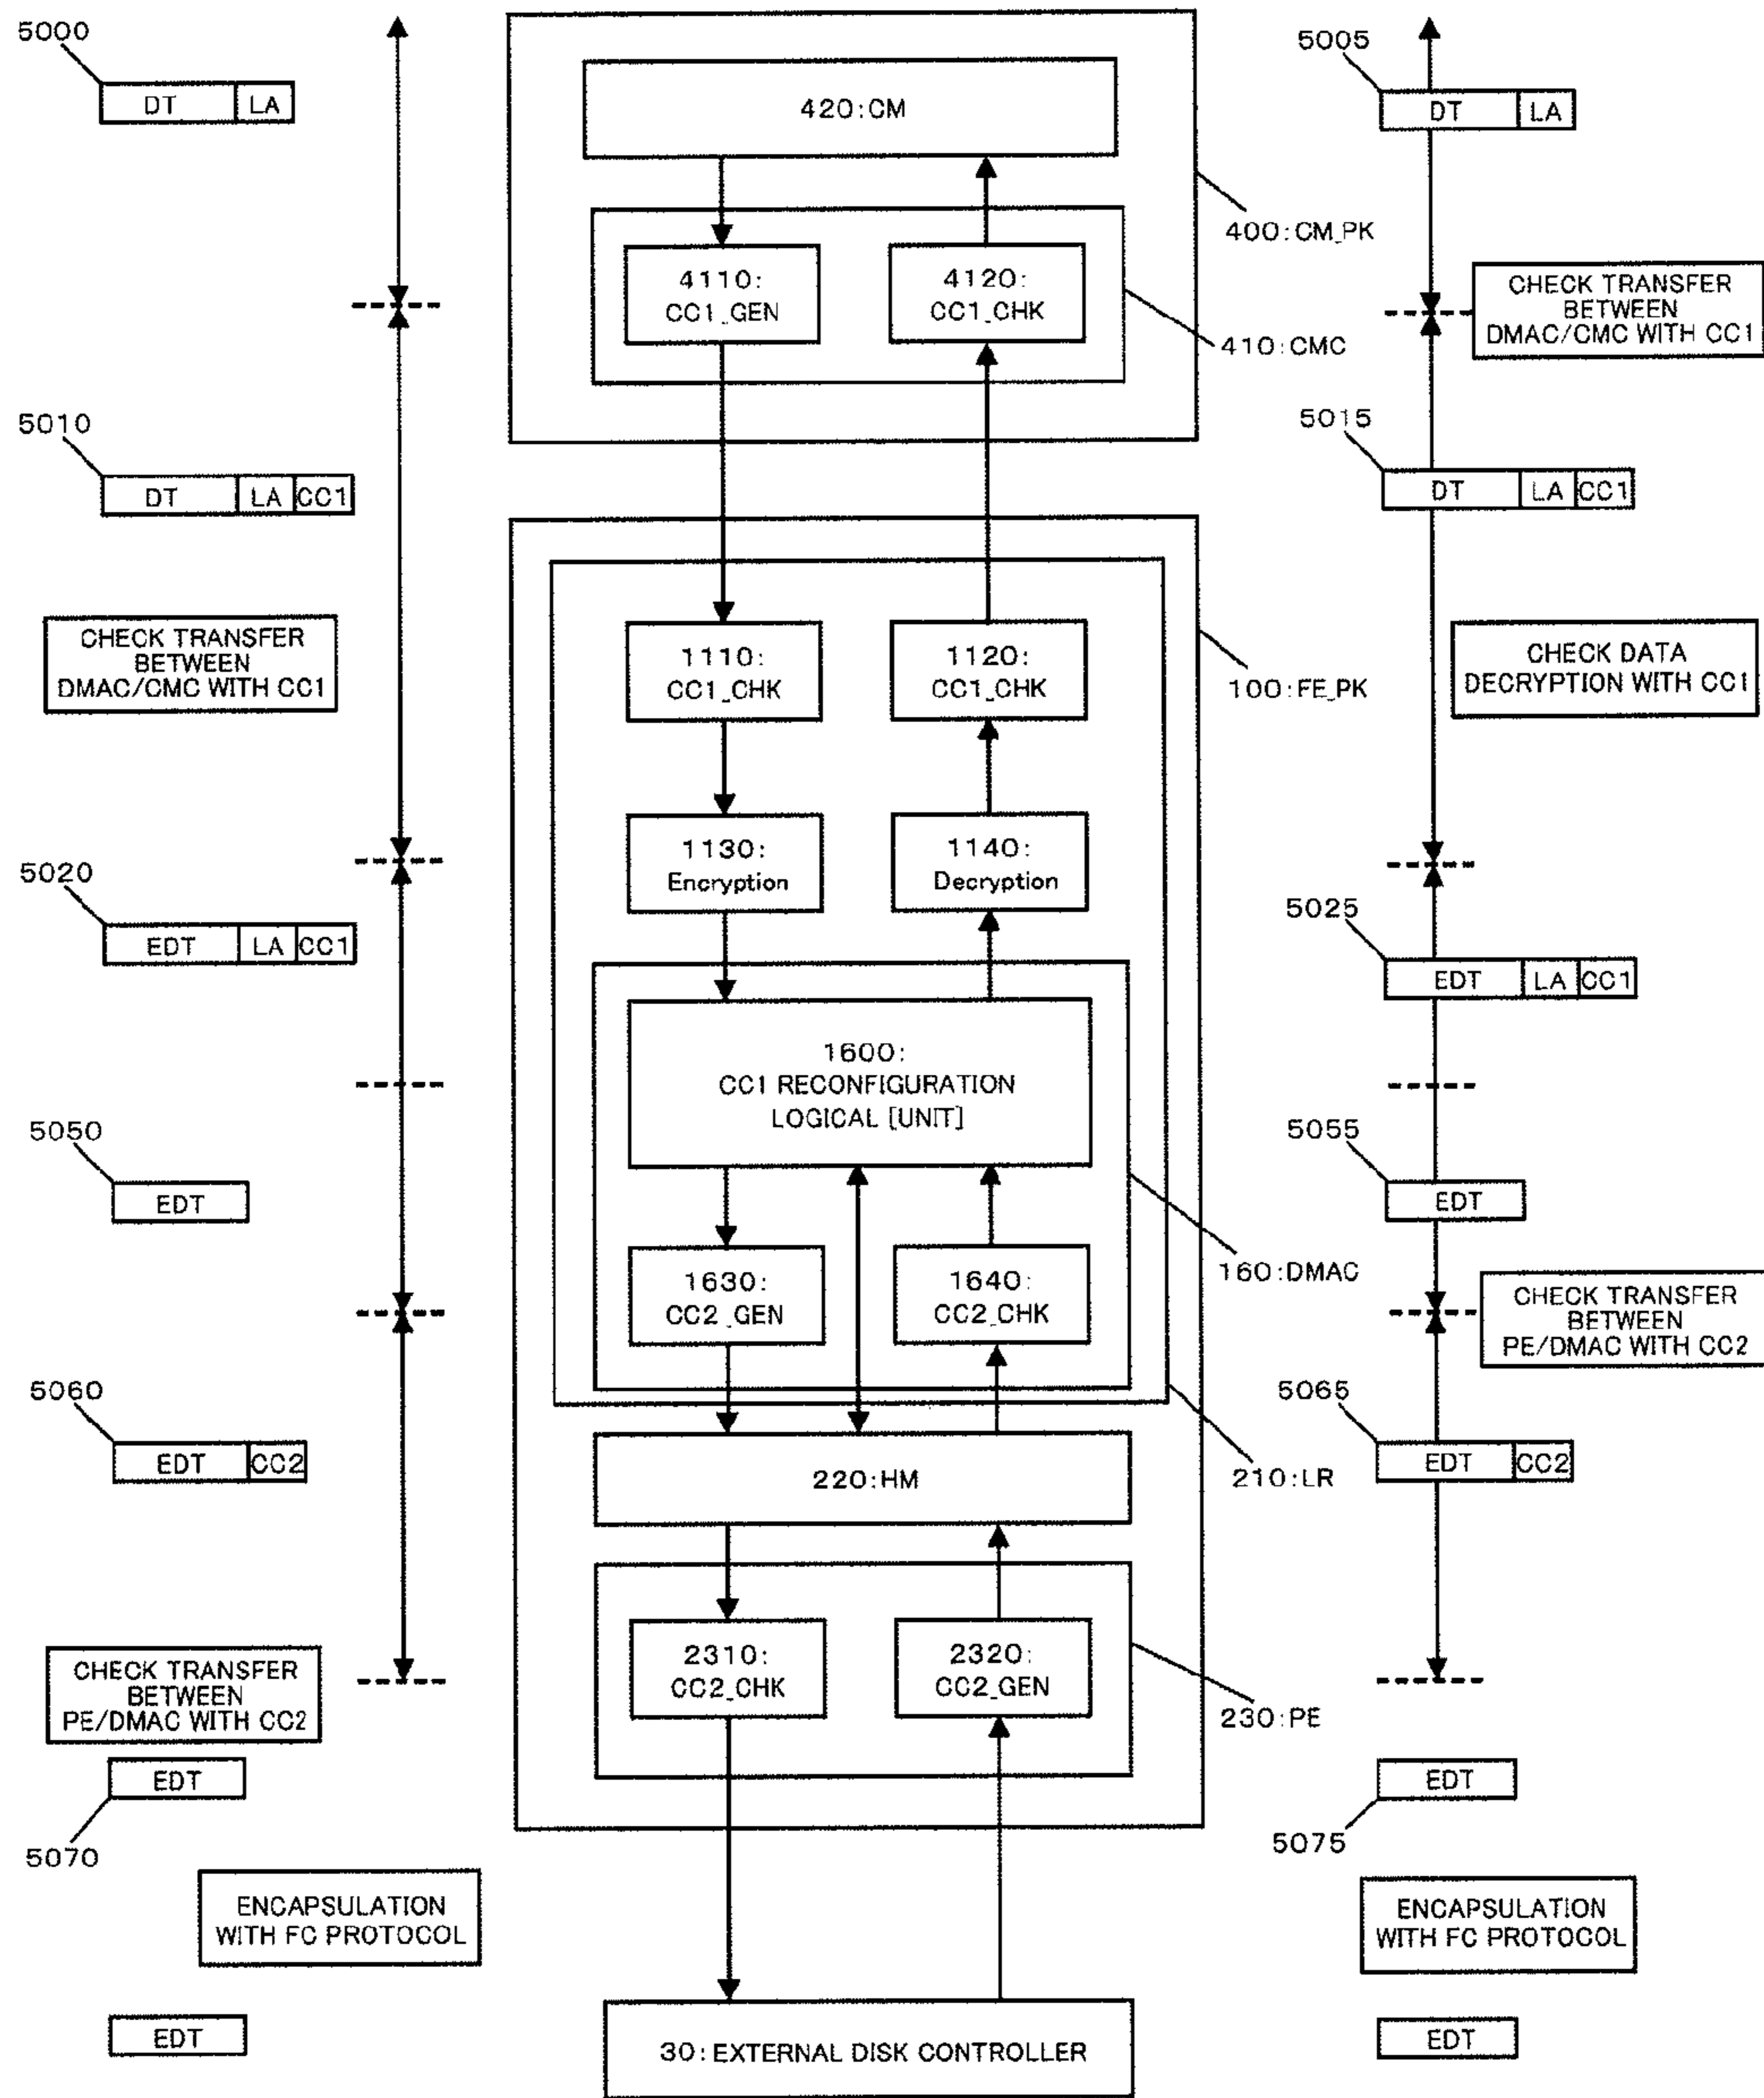 5000
DT LA
5010
DT LA CC1
CHECK TRANSFER
BETWEEN
DMAC/CMC WITH CC1
5020
EDT LA CC1
5050
EDT
5060
EDT CC2
CHECK TRANSFER
BETWEEN
PE/DMAC WITH CC2
EDT
5070
ENCAPSULATION
WITH FC PROTOCOL
EDT
420:CM
4110:
CC1_GEN
4120:
CC1_CHK
400:CM_PK
410:CMC
1110:
CC1_CHK
1120:
CC1_CHK
100:FE_PK
1130:
Encryption
1140:
Decryption
1600:
CC1 RECONFIGURATION
LOGICAL [UNIT]
1630:
CC2_GEN
1640:
CC2_CHK
160:DMAC
220:HM
210:LR
2310:
CC2_CHK
2320:
CC2_GEN
230:PE
30:EXTERNAL DISK CONTROLLER
5005
DT LA
CHECK TRANSFER
BETWEEN
DMAC/CMC WITH CC1
5015
DT LA CC1
CHECK DATA
DECRYPTION WITH CC1
5025
EDT LA CC1
5055
EDT
CHECK TRANSFER
BETWEEN
PE/DMAC WITH CC2
5065
EDT CC2
EDT
5075
ENCAPSULATION
WITH FC PROTOCOL
EDT